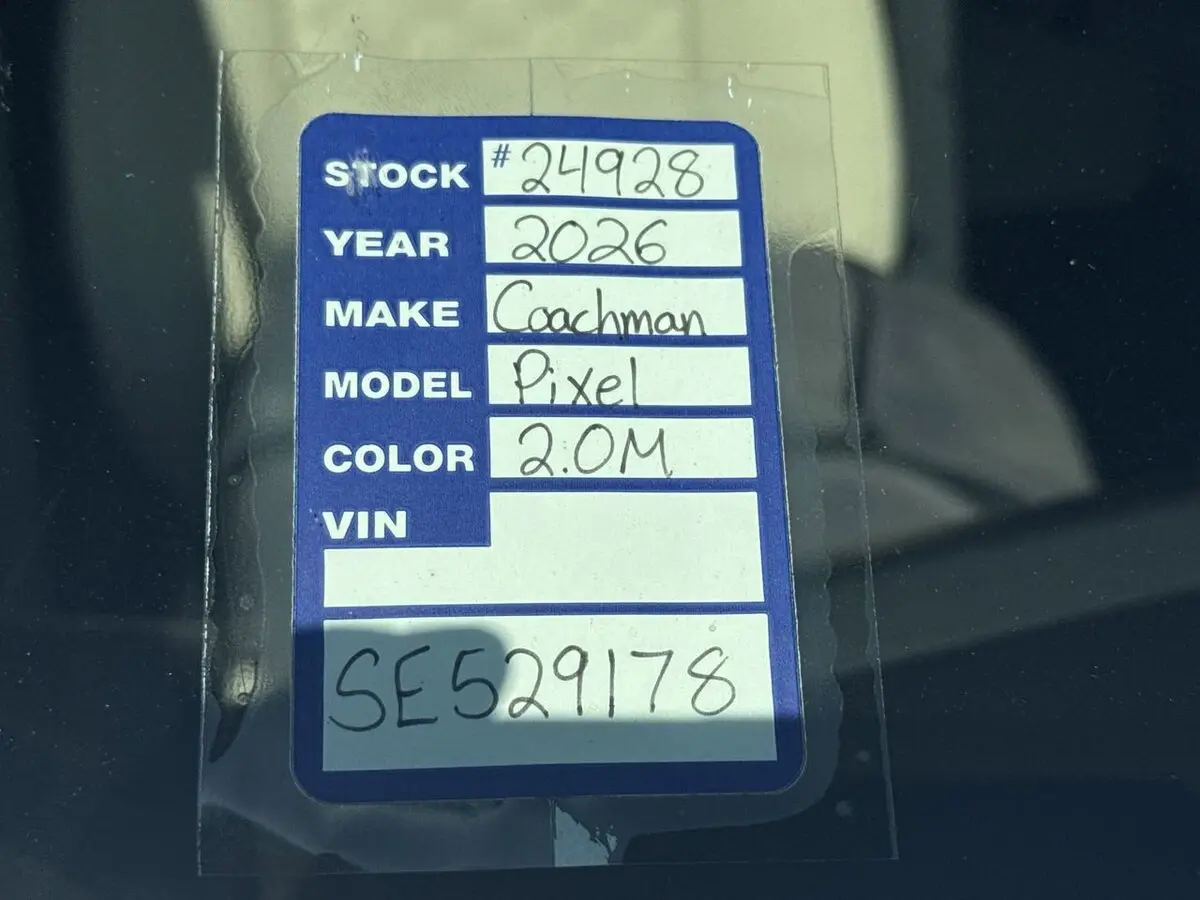 STOCK #24928
YEAR 2026
MAKE Coachman
MODEL Pixel
COLOR 2.0M
VIN
SE529178